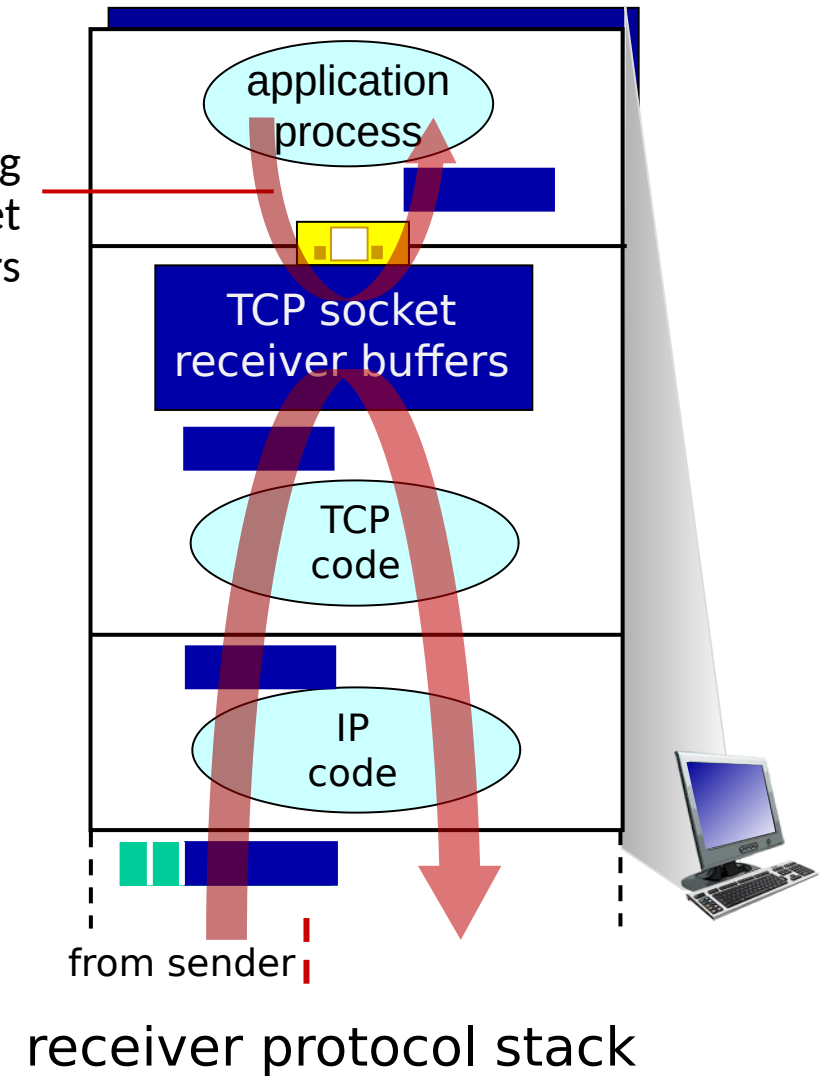 application
process
TCP socket
receiver buffers
TCP
code
IP
code
from sender
receiver protocol stack